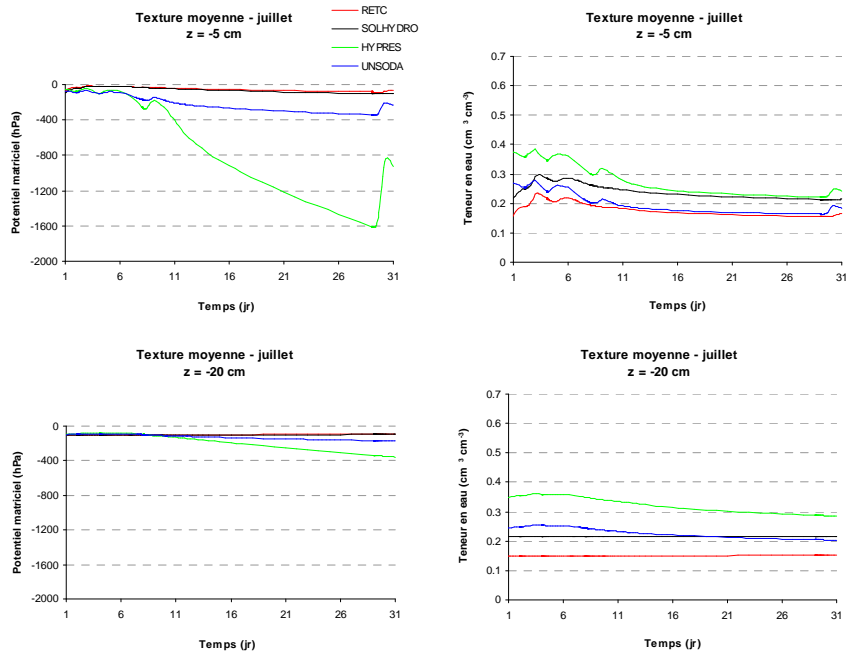 Texture moyenne - juillet
z = -5 cm
RETC
SOLHYDRO
HYPRES
UNSODA
Potentiel matriciel (hPa)
0
-400
-800
-1200
-1600
-2000
1 6 11 16 21 26 31
Temps (jr)
Texture moyenne - juillet
z = -5 cm
Teneur en eau (cm³ cm⁻³)
0.7
0.6
0.5
0.4
0.3
0.2
0.1
0
1 6 11 16 21 26 31
Temps (jr)
Texture moyenne - juillet
z = -20 cm
Potentiel matriciel (hPa)
0
-400
-800
-1200
-1600
-2000
1 6 11 16 21 26 31
Temps (jr)
Texture moyenne - juillet
z = -20 cm
Teneur en eau (cm³ cm⁻³)
0.7
0.6
0.5
0.4
0.3
0.2
0.1
0
1 6 11 16 21 26 31
Temps (jr)